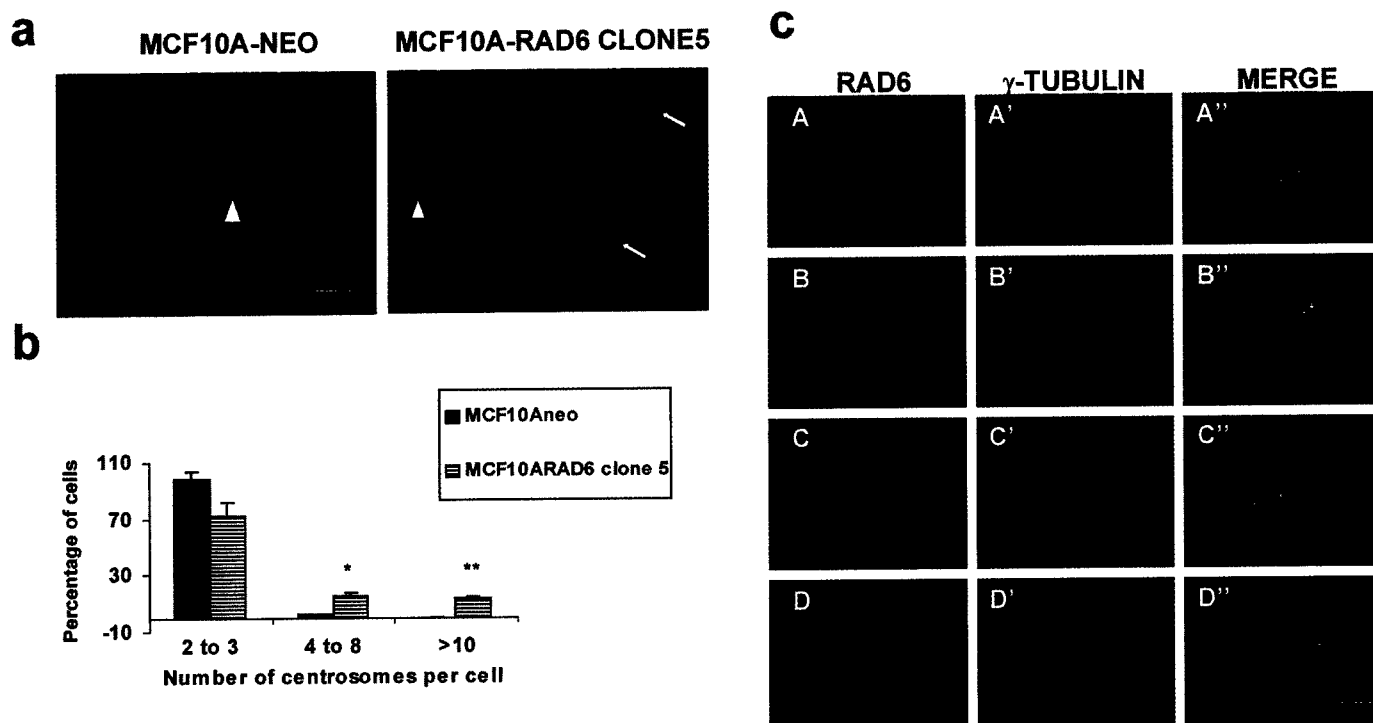 a
MCF10A-NEO
MCF10A-RAD6 CLONE5
b
MCF10Aneo
MCF10ARAD6 clone 5
Percentage of cells
110
70
30
-10
*
**
2 to 3
4 to 8
>10
Number of centrosomes per cell
c
RAD6
γ-TUBULIN
MERGE
A
A'
A''
B
B'
B''
C
C'
C''
D
D'
D''